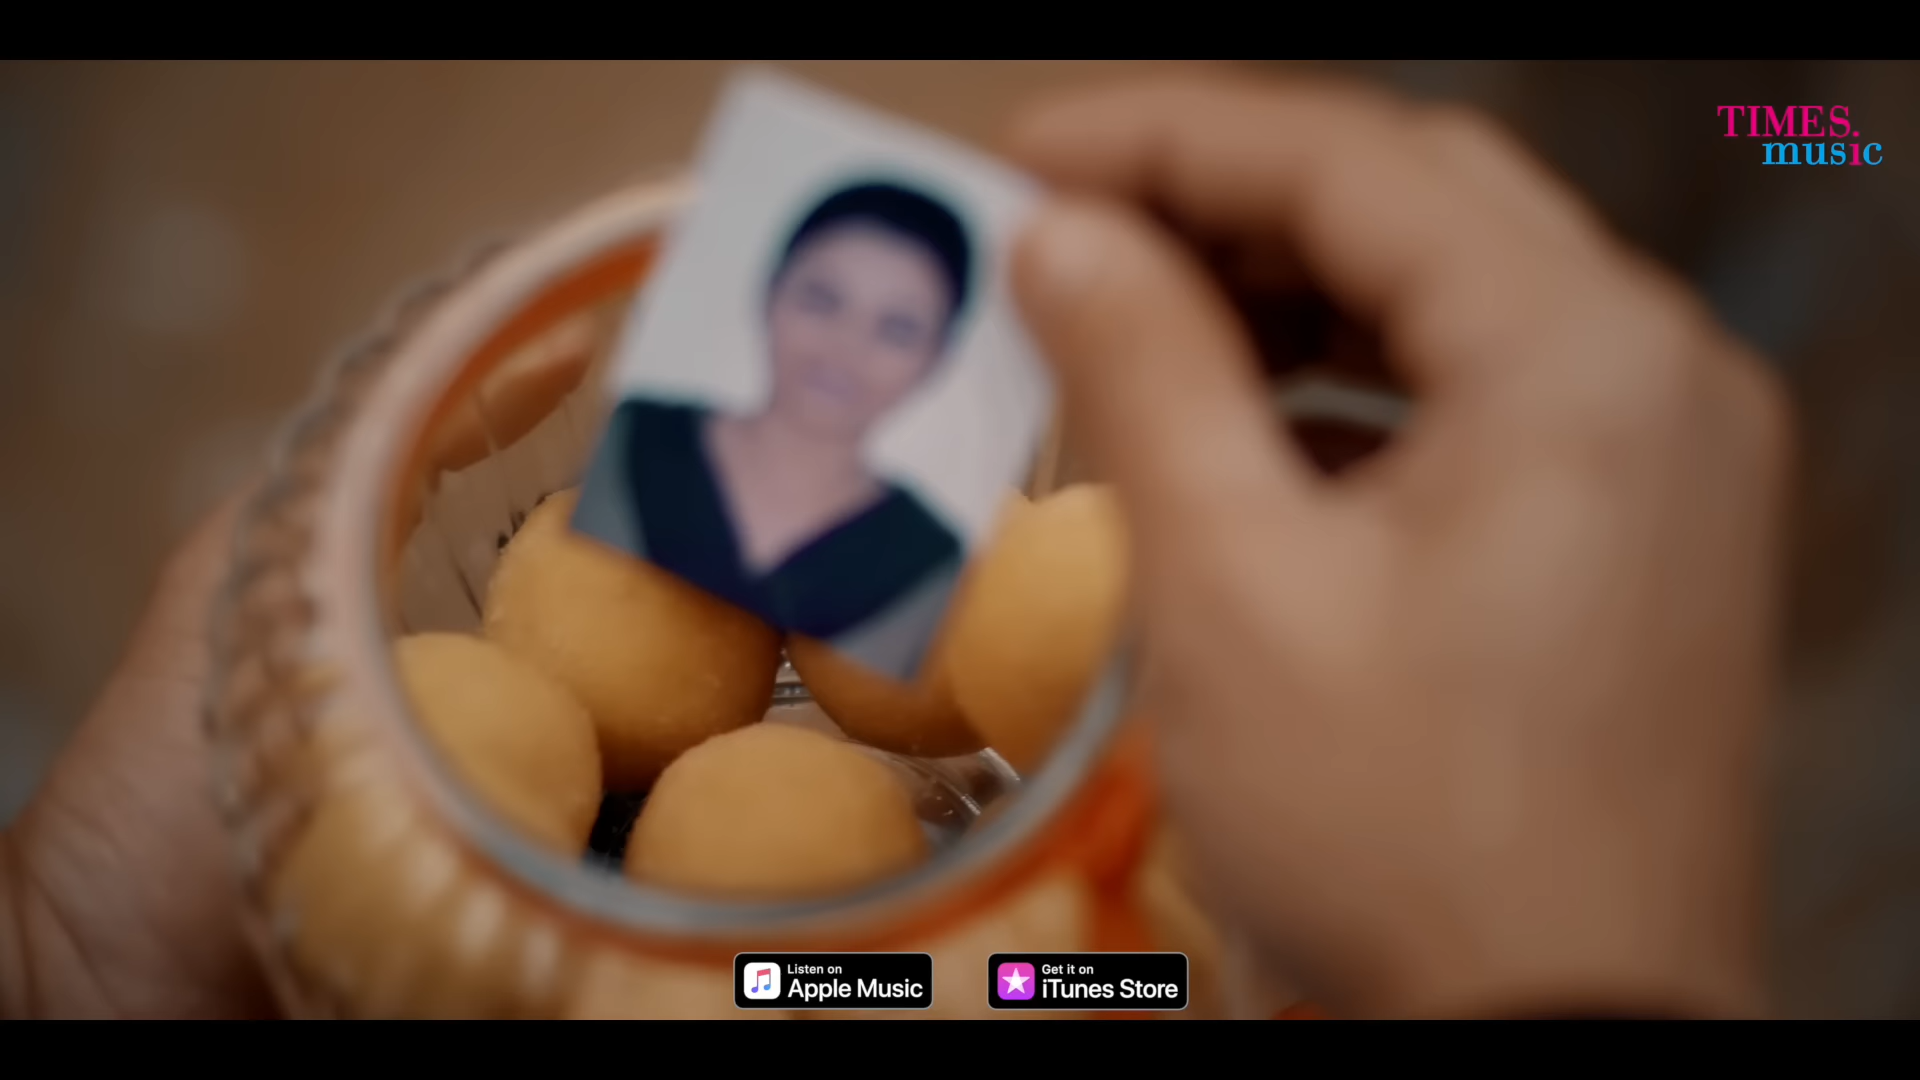 TIMES.
music
Listen on
Apple Music
Get it on
iTunes Store